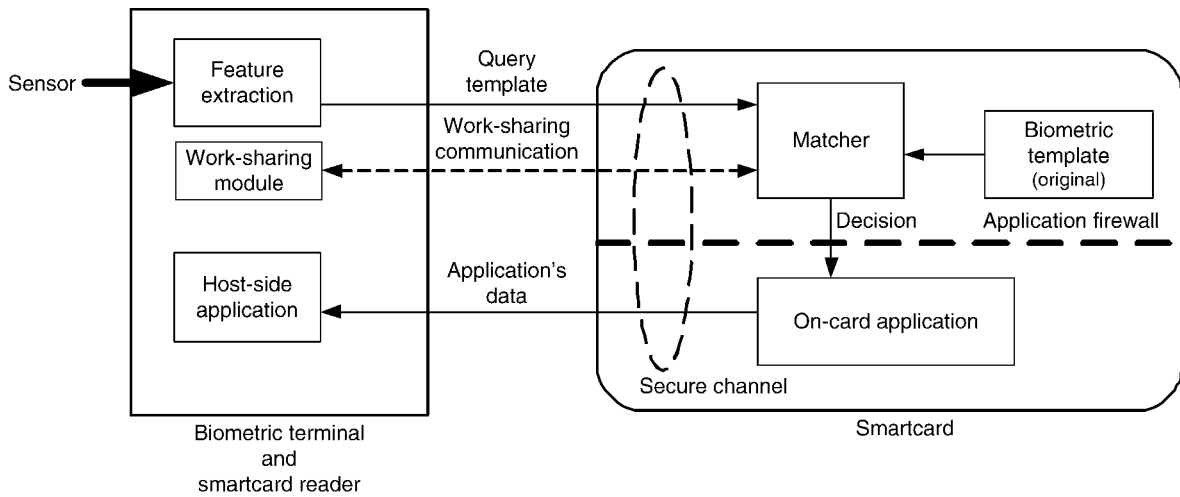 Sensor
Feature
extraction
Work-sharing
module
Host-side
application
Biometric terminal
and
smartcard reader
Query
template
Work-sharing
communication
Application's
data
Matcher
Biometric
template
(original)
Decision
Application firewall
On-card application
Secure channel
Smartcard